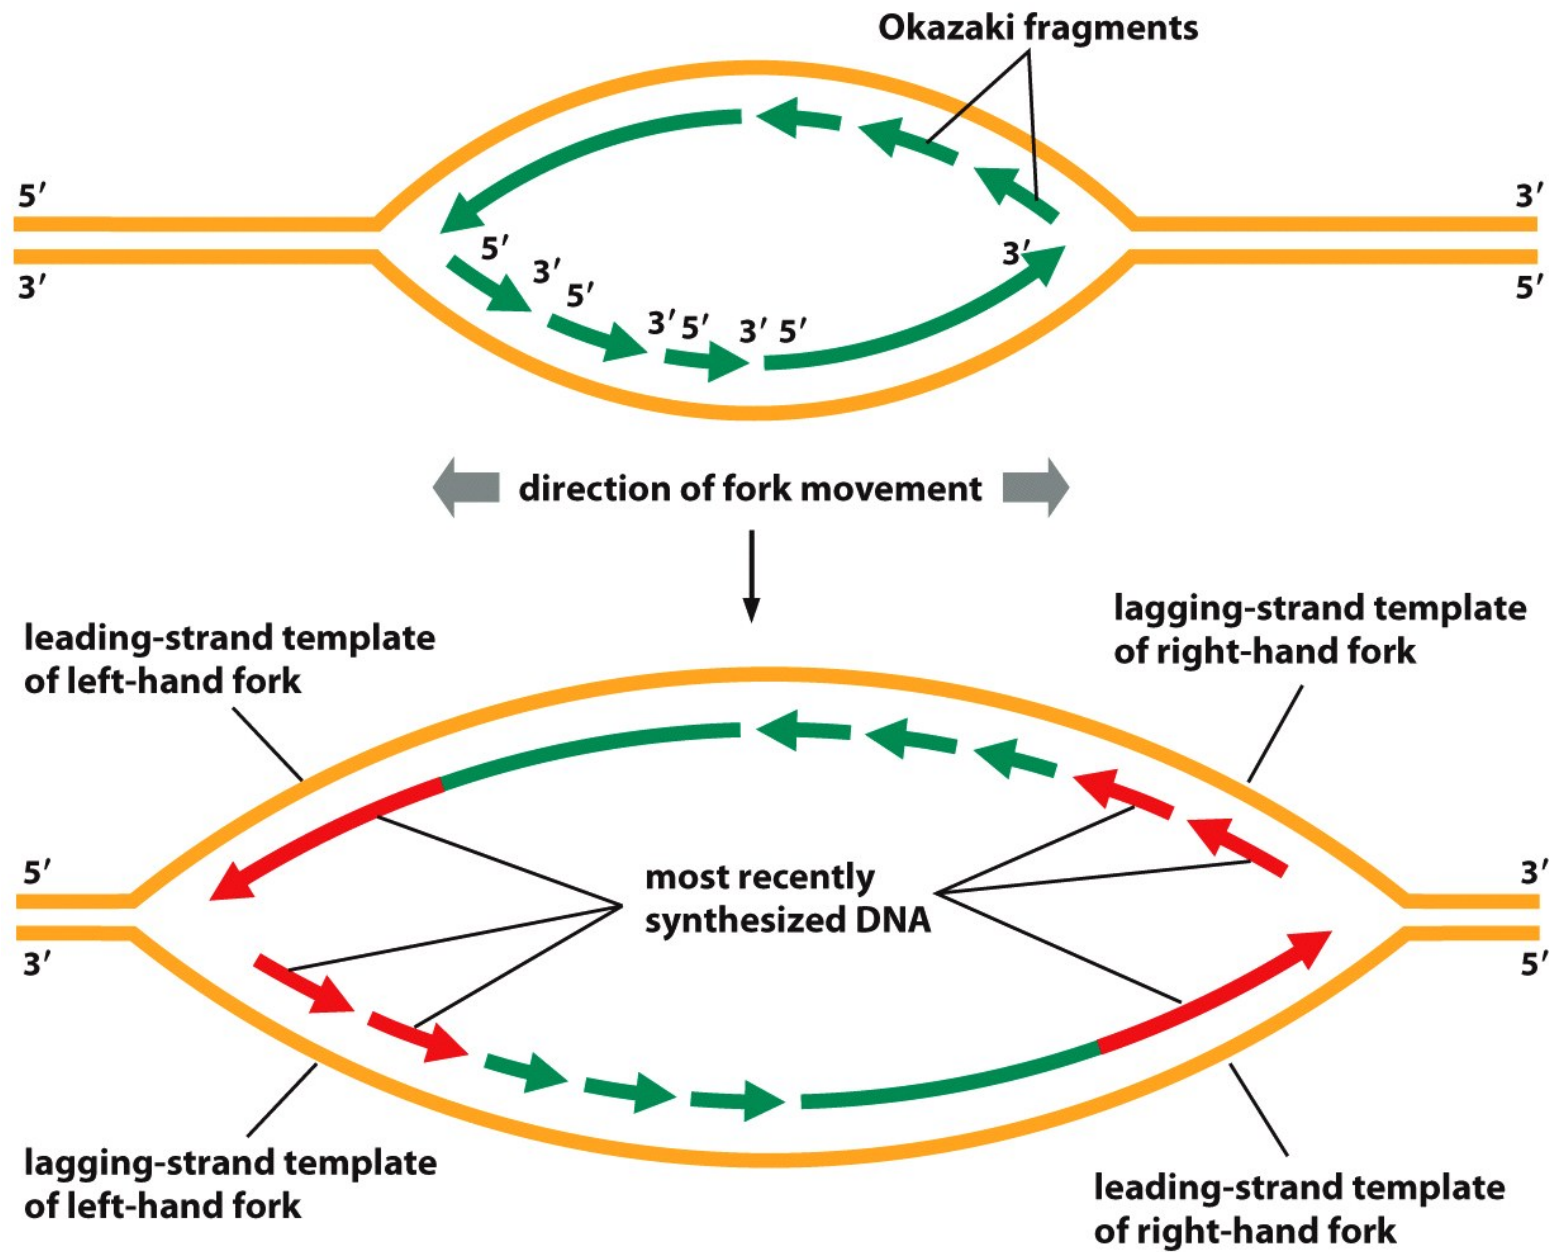 Okazaki fragments
5′
3′
3′
5′
5′
3′
5′
3′ 5′
3′ 5′
3′
direction of fork movement
leading-strand template
of left-hand fork
lagging-strand template
of right-hand fork
5′
3′
most recently
synthesized DNA
3′
5′
lagging-strand template
of left-hand fork
leading-strand template
of right-hand fork